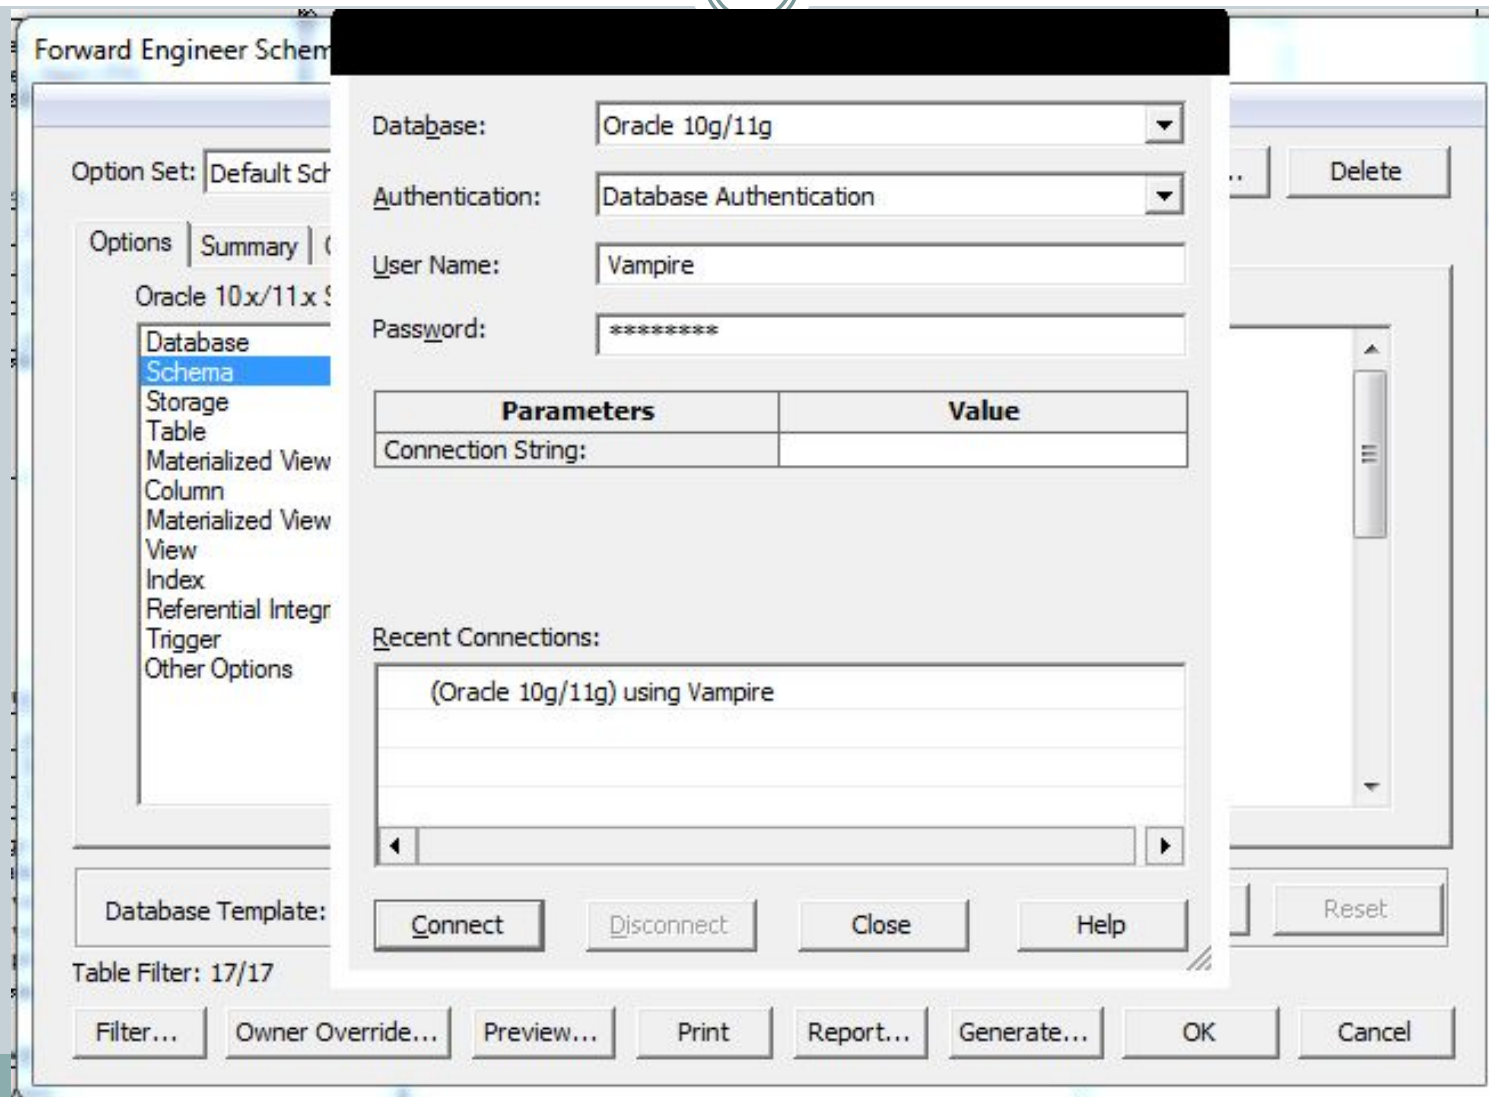 Forward Engineer Schem
Database: Oracle 10g/11g
Option Set: Default Sch
.. Delete
Authentication: Database Authentication
Options Summary
User Name: Vampire
Oracle 10.x/11.x S
Password: ********
Database
Schema
Storage
Table
Materialized View
Column
Materialized View
View
Index
Referential Integr
Trigger
Other Options
Parameters Value
Connection String:
Recent Connections:
(Oracle 10g/11g) using Vampire
Connect Disconnect Close Help
Database Template:
Reset
Table Filter: 17/17
Filter... Owner Override... Preview... Print Report... Generate... OK Cancel